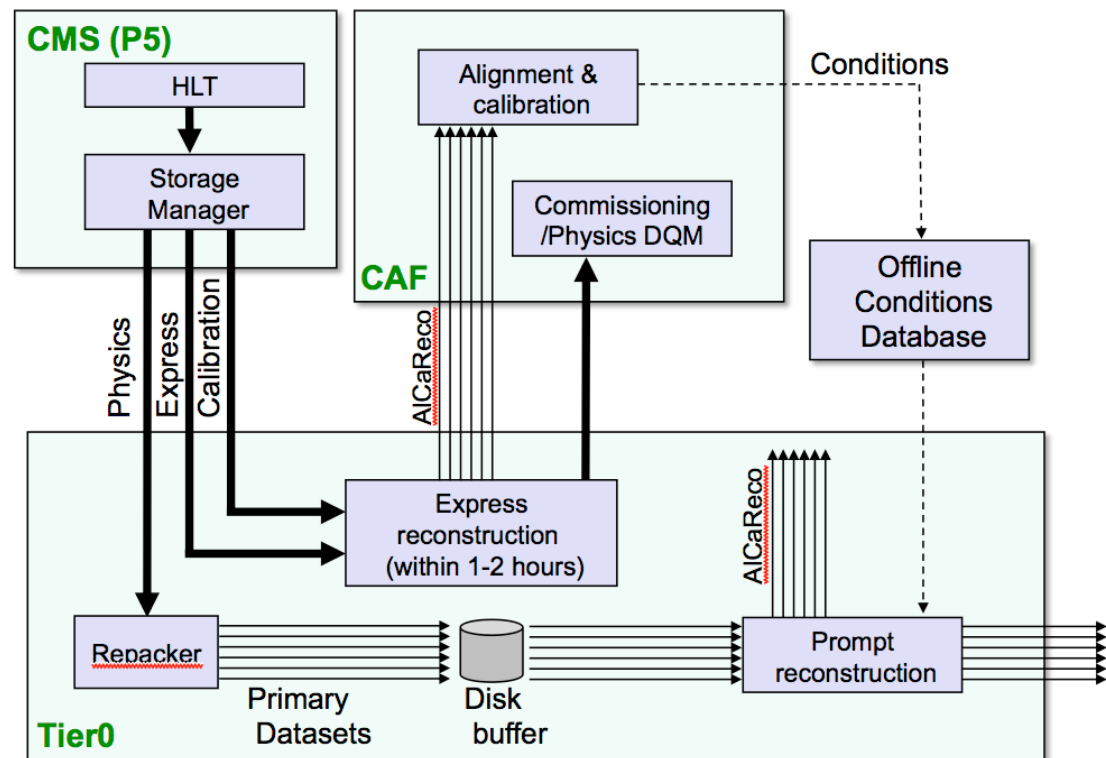 CMS (P5)
HLT
Storage
Manager
Alignment &
calibration
Conditions
Commissioning
/Physics DQM
CAF
Offline
Conditions
Database
Physics
Express
Calibration
AlCaReco
Express
reconstruction
(within 1-2 hours)
AlCaReco
Repacker
Primary
Datasets
Disk
buffer
Prompt
reconstruction
Tier0